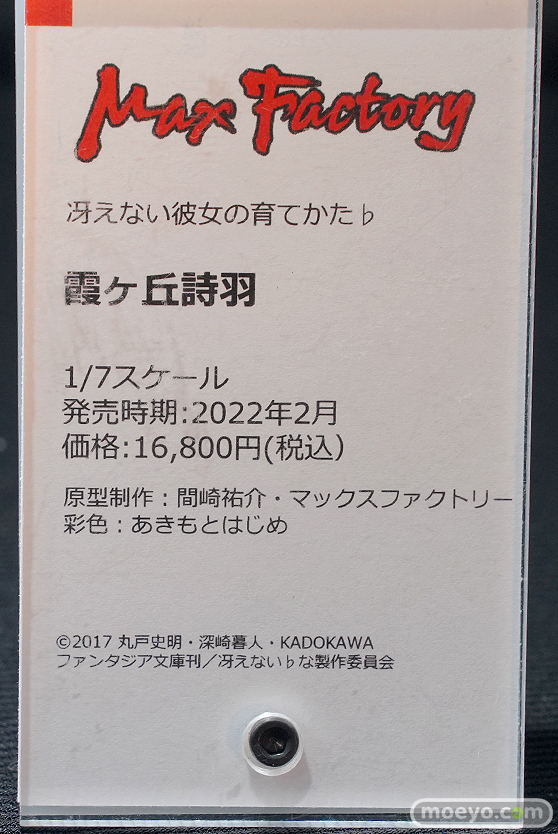 Max Factory
冴えない彼女の育てかた♭
霞ヶ丘詩羽
1/7スケール
発売時期:2022年2月
価格:16,800円(税込)
原型制作：間崎祐介・マックスファクトリー
彩色：あきもとはじめ
©2017 丸戸史明・深崎暮人・KADOKAWA
ファンタジア文庫刊／冴えない♭な製作委員会
moeyo.com